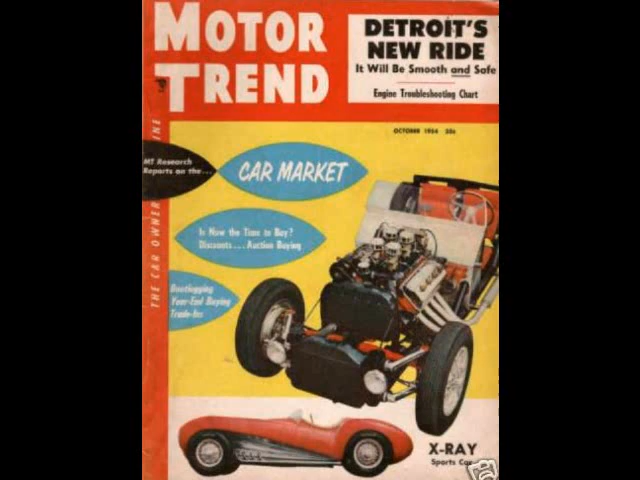 MOTOR
TREND
DETROIT'S
NEW RIDE
It Will Be Smooth and Safe
Engine Troubleshooting Chart
OCTOBER 1954 50c
THE CAR OWNER
INE
MT Research
Reports on the...
CAR MARKET
Is Now the Time to Buy?
Discounts...Auction Buying
Bootlegging
Year-End Buying
Trade-Ins
X-RAY
Sports Car